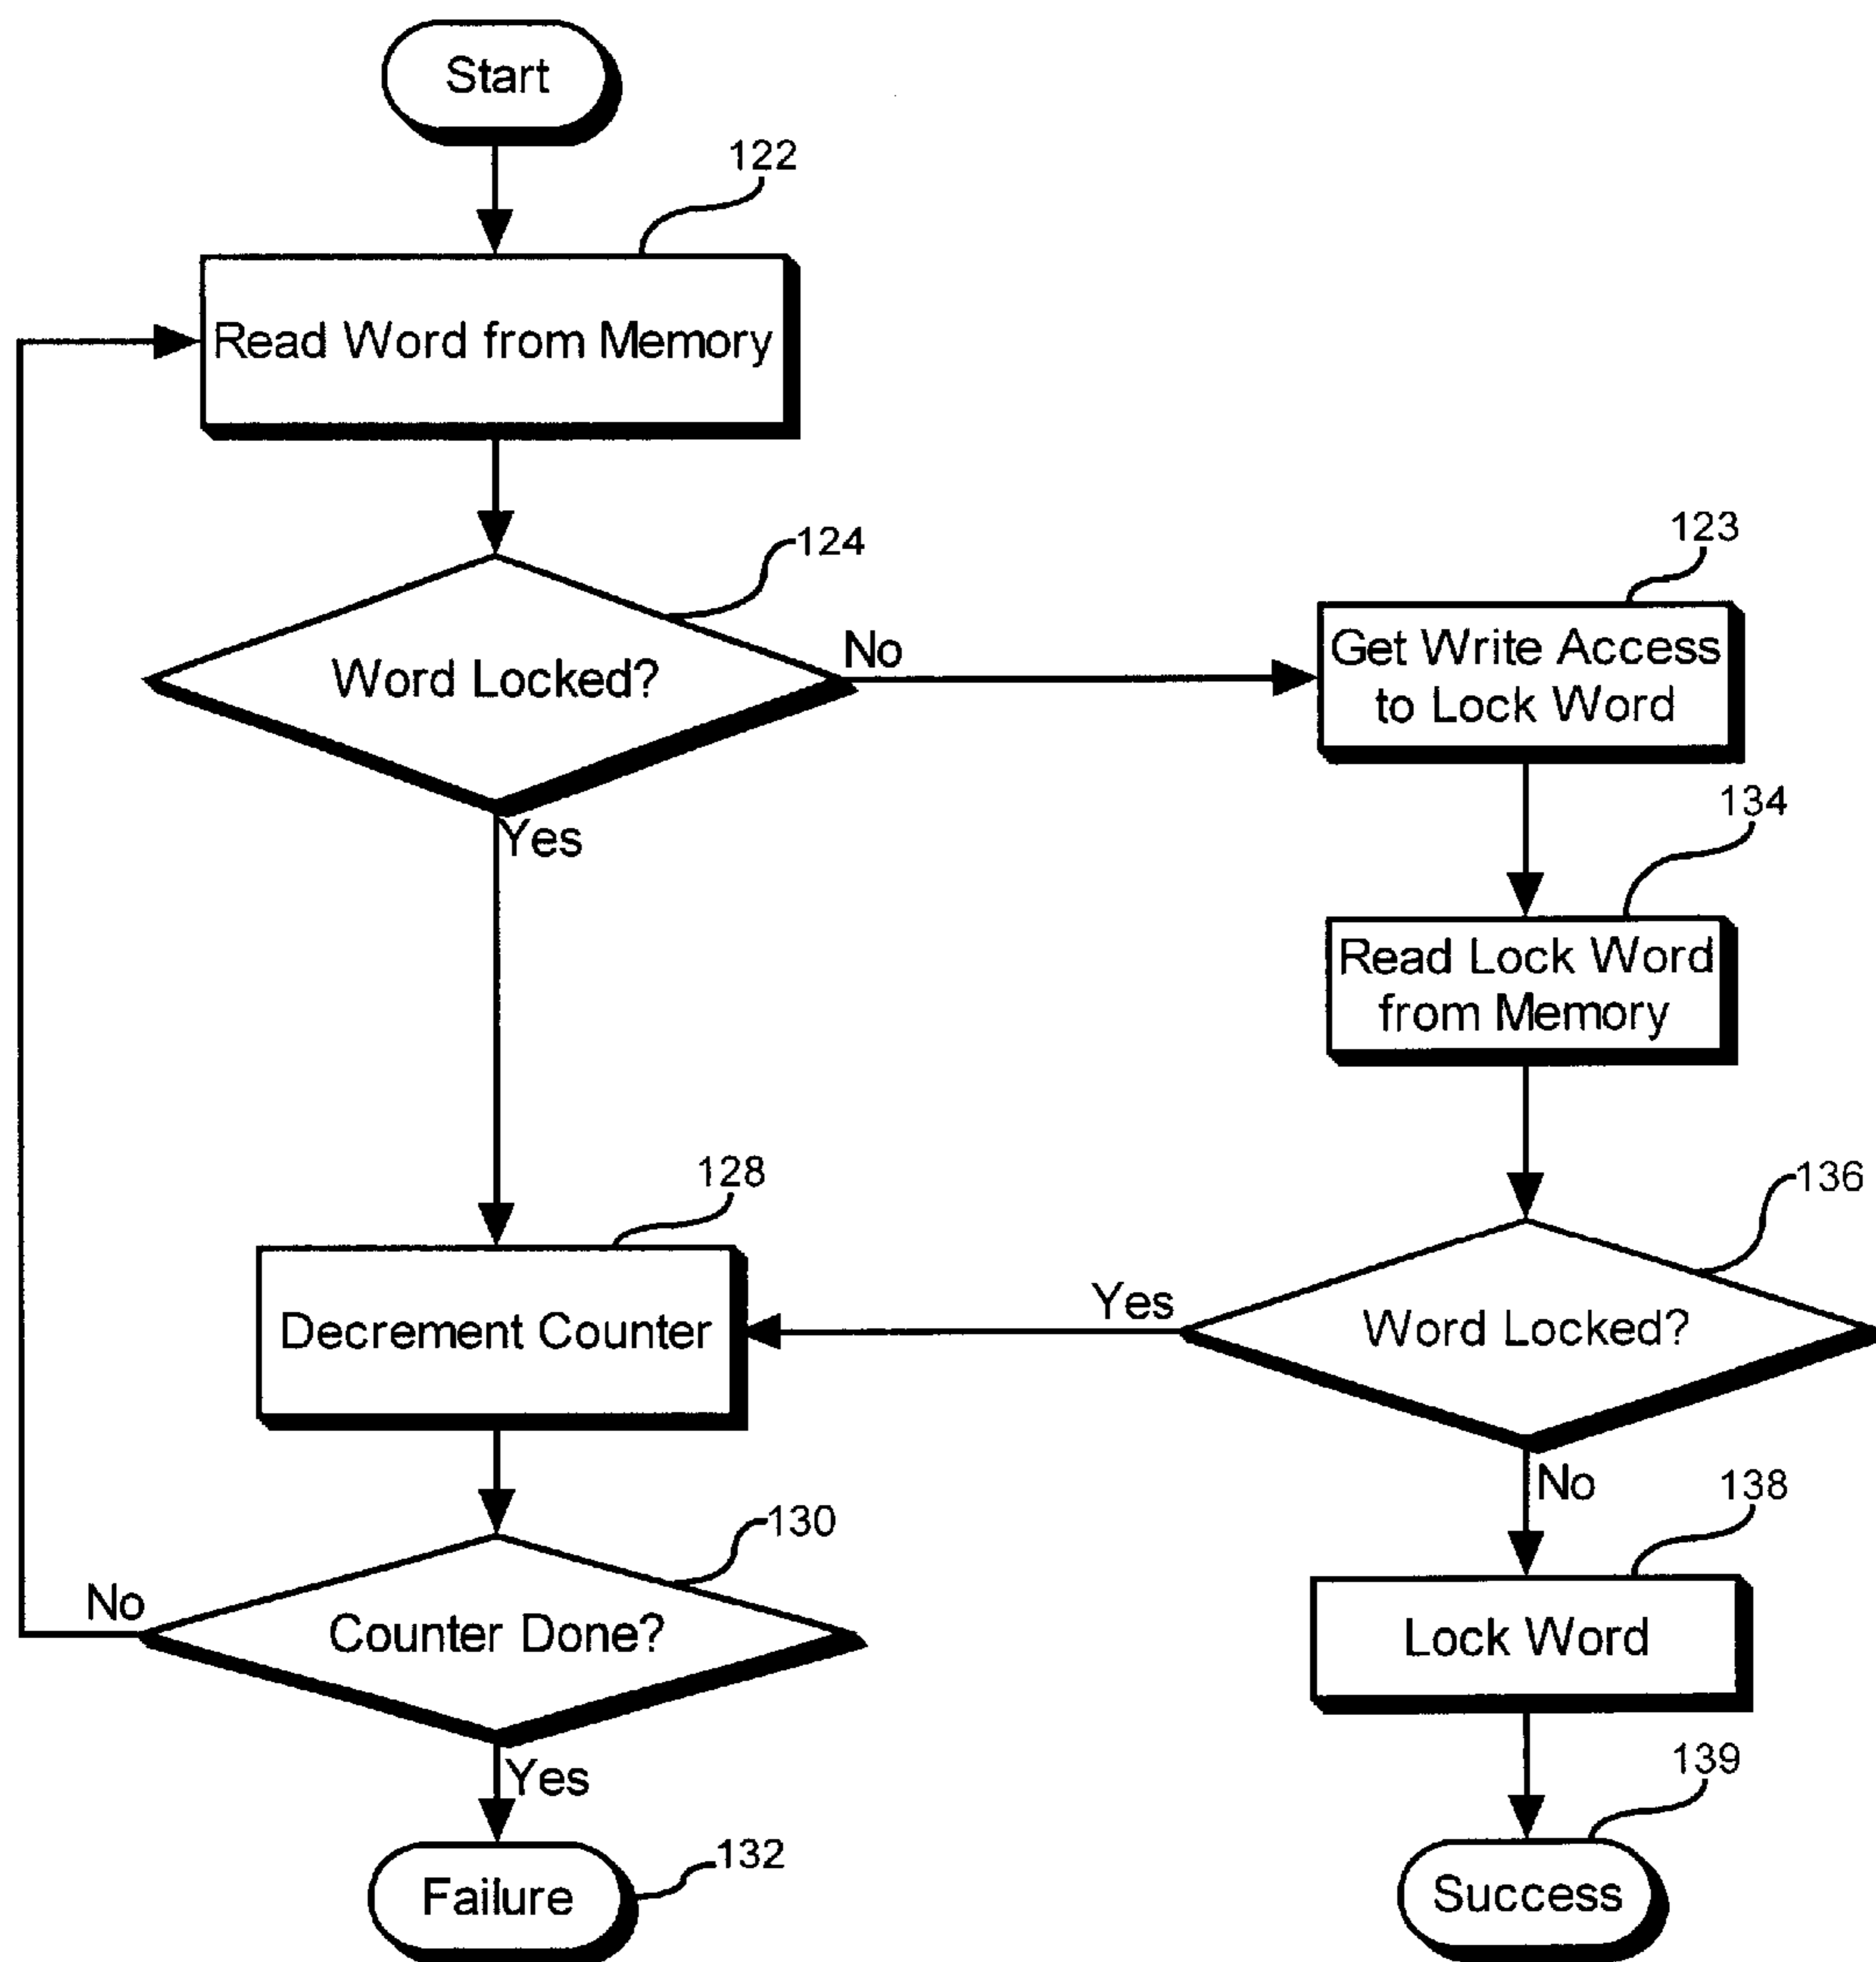 Start
122
Read Word from Memory
124
Word Locked?
No
Yes
123
Get Write Access
to Lock Word
134
Read Lock Word
from Memory
136
Word Locked?
Yes
No
128
Decrement Counter
130
Counter Done?
No
Yes
132
Failure
138
Lock Word
139
Success